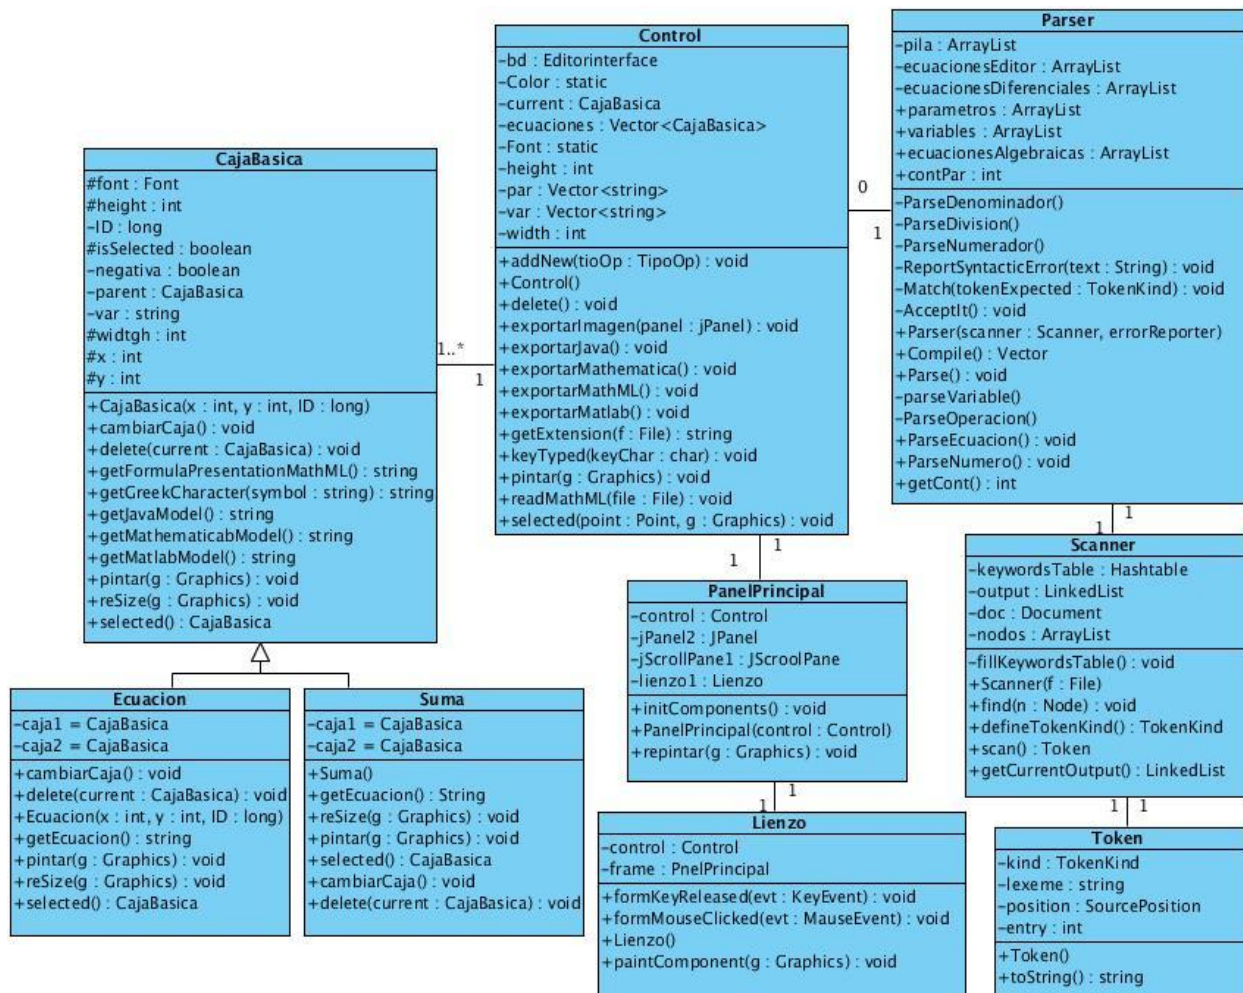 CajaBasica
#font : Font
#height : int
-ID : long
#isSelected : boolean
-negativa : boolean
-parent : CajaBasica
-var : string
#widtgh : int
#x : int
#y : int
+CajaBasica(x : int, y : int, ID : long)
+cambiarCaja() : void
+delete(current : CajaBasica) : void
+getFormulaPresentationMathML() : string
+getGreekCharacter(symbol : string) : string
+getJavaModel() : string
+getMathematicabModel() : string
+getMatlabModel() : string
+pintar(g : Graphics) : void
+reSize(g : Graphics) : void
+selected() : CajaBasica
1..*
1
Control
-bd : Editorinterface
-Color : static
-current : CajaBasica
-ecuaciones : Vector<CajaBasica>
-Font : static
-height : int
-par : Vector<string>
-var : Vector<string>
-width : int
+addNew(tioOp : TipoOp) : void
+Control()
+delete() : void
+exportarImagen(panel : jPanel) : void
+exportarJava() : void
+exportarMathematica() : void
+exportarMathML() : void
+exportarMatlab() : void
+getExtension(f : File) : string
+keyTyped(keyChar : char) : void
+pintar(g : Graphics) : void
+readMathML(file : File) : void
+selected(point : Point, g : Graphics) : void
0
1
Parser
-pila : ArrayList
-ecuacionesEditor : ArrayList
-ecuacionesDiferenciales : ArrayList
+parametros : ArrayList
+variables : ArrayList
+ecuacionesAlgebraicas : ArrayList
+contPar : int
-ParseDenominador()
-ParseDivision()
-ParseNumerador()
-ReportSyntacticError(text : String) : void
-Match(tokenExpected : TokenKind) : void
-AcceptIt() : void
+Parser(scanner : Scanner, errorReporter)
+Compile() : Vector
+Parse() : void
-parseVariable()
-ParseOperacion()
+ParseEcuacion() : void
+ParseNumero() : void
+getCont() : int
1
1
Scanner
-keywordsTable : Hashtable
-output : LinkedList
-doc : Document
-nodos : ArrayList
-fillKeywordsTable() : void
+Scanner(f : File)
+find(n : Node) : void
+defineTokenKind() : TokenKind
+scan() : Token
+getCurrentOutput() : LinkedList
1
1
Token
-kind : TokenKind
-lexeme : string
-position : SourcePosition
-entry : int
+Token()
+toString() : string
1
1
PanelPrincipal
-control : Control
-jPanel2 : JPanel
-jScrollPane1 : JScroolPane
-lienzo1 : Lienzo
+initComponents() : void
+PanelPrincipal(control : Control)
+repintar(g : Graphics) : void
1
1
Lienzo
-control : Control
-frame : PnelPrincipal
+formKeyReleased(evt : KeyEvent) : void
+formMouseClicked(evt : MauseEvent) : void
+Lienzo()
+paintComponent(g : Graphics) : void
Ecuacion
-caja1 = CajaBasica
-caja2 = CajaBasica
+cambiarCaja() : void
+delete(current : CajaBasica) : void
+Ecuacion(x : int, y : int, ID : long)
+getEcuacion() : string
+pintar(g : Graphics) : void
+reSize(g : Graphics) : void
+selected() : CajaBasica
Suma
-caja1 = CajaBasica
-caja2 = CajaBasica
+Suma()
+getEcuacion() : String
+reSize(g : Graphics) : void
+pintar(g : Graphics) : void
+selected() : CajaBasica
+cambiarCaja() : void
+delete(current : CajaBasica) : void